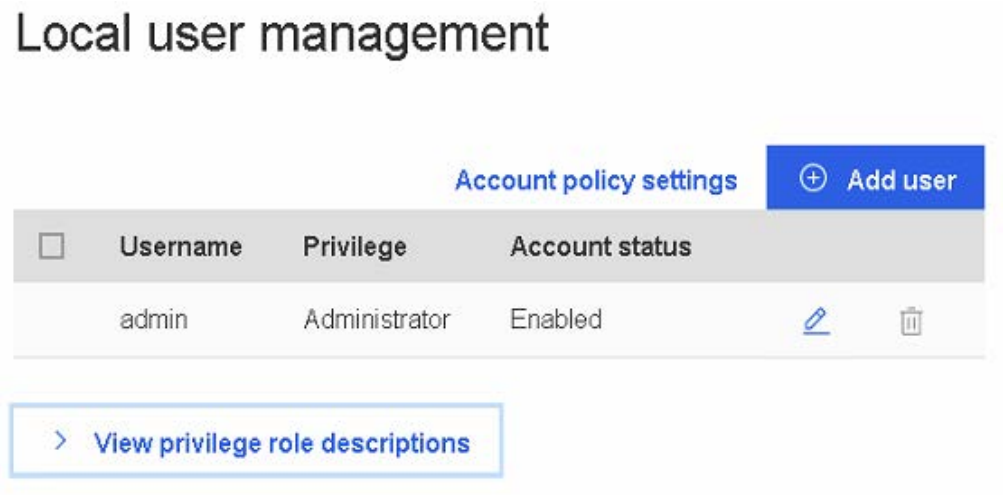 Local user management
Account policy settings Add user
Username Privilege Account status
admin Administrator Enabled
View privilege role descriptions